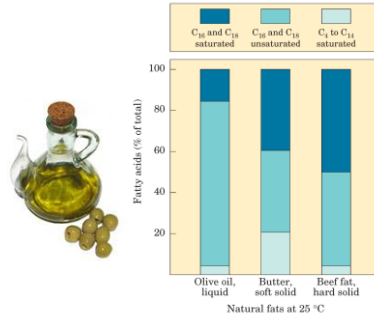 C16 and C18
saturated
C16 and C18
unsaturated
C4 to C14
saturated
Fatty acids (% of total)
100
80
60
40
20
Olive oil,
liquid
Butter,
soft solid
Beef fat,
hard solid
Natural fats at 25 °C